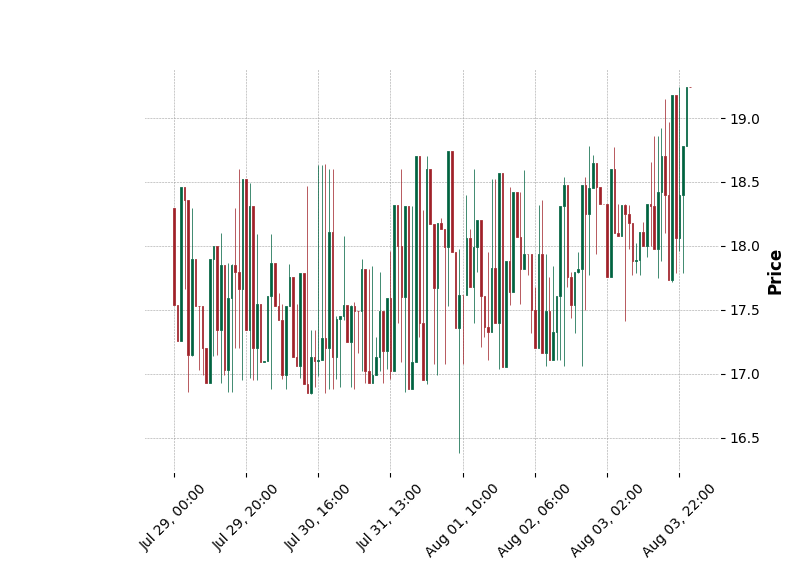 19.0
18.5
18.0
17.5
17.0
16.5
Price
Jul 29, 00:00
Jul 29, 20:00
Jul 30, 16:00
Jul 31, 13:00
Aug 01, 10:00
Aug 02, 06:00
Aug 03, 02:00
Aug 03, 22:00